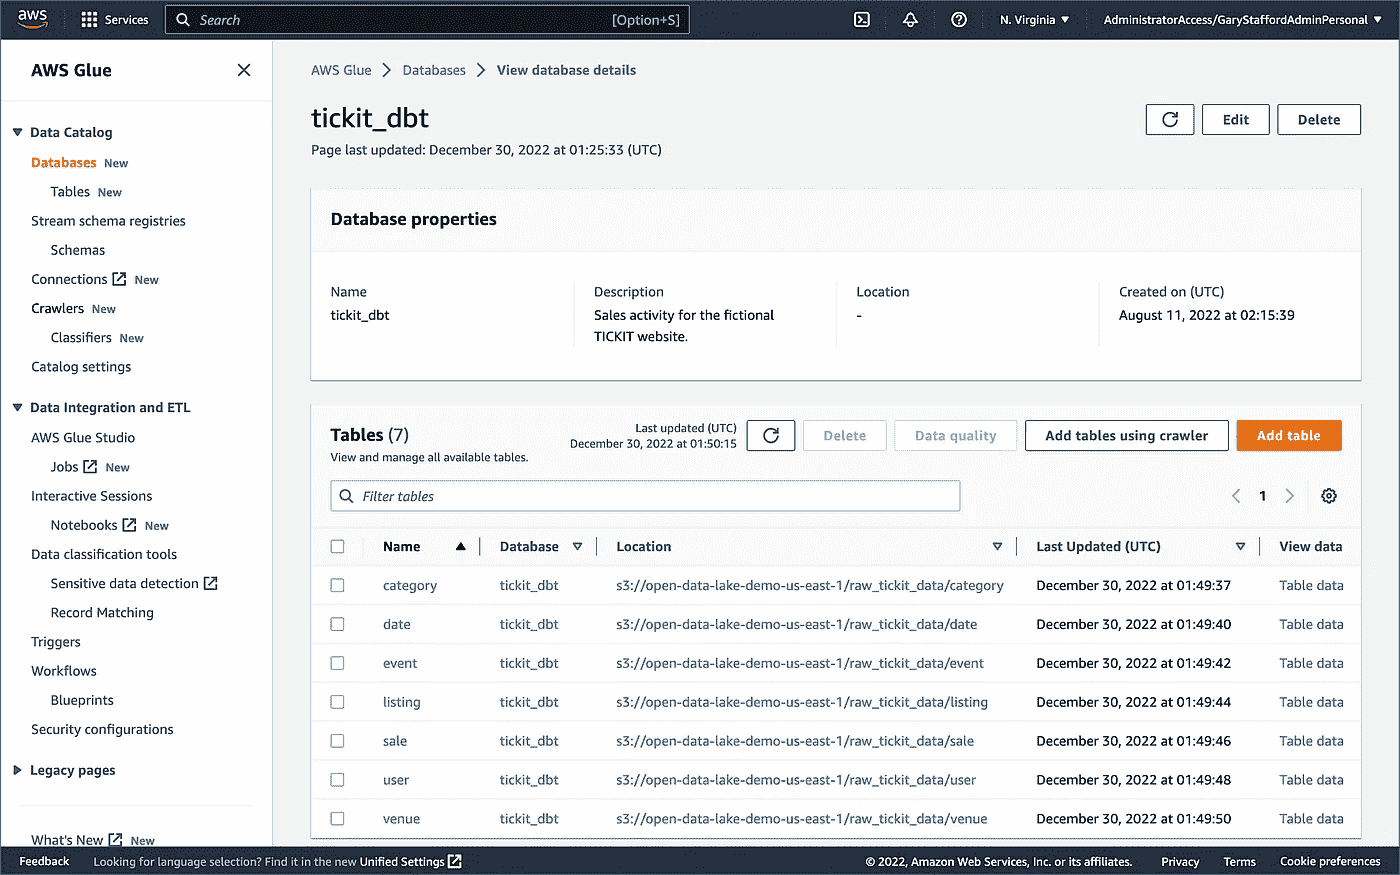 aws Services Search [Option+S] N. Virginia ▼ AdministratorAccess/GaryStaffordAdminPersonal ▼
AWS Glue
Data Catalog
Databases New
Tables New
Stream schema registries
Schemas
Connections New
Crawlers New
Classifiers New
Catalog settings
Data Integration and ETL
AWS Glue Studio
Jobs New
Interactive Sessions
Notebooks New
Data classification tools
Sensitive data detection
Record Matching
Triggers
Workflows
Blueprints
Security configurations
Legacy pages
What's New New
AWS Glue > Databases > View database details
tickit_dbt
Page last updated: December 30, 2022 at 01:25:33 (UTC)
Edit Delete
Database properties
Name Description Location Created on (UTC)
tickit_dbt Sales activity for the fictional - August 11, 2022 at 02:15:39
TICKIT website.
Tables (7)
View and manage all available tables.
Last updated (UTC)
December 30, 2022 at 01:50:15
Delete Data quality Add tables using crawler Add table
Filter tables
1
Name Database Location Last Updated (UTC) View data
category tickit_dbt s3://open-data-lake-demo-us-east-1/raw_tickit_data/category December 30, 2022 at 01:49:37 Table data
date tickit_dbt s3://open-data-lake-demo-us-east-1/raw_tickit_data/date December 30, 2022 at 01:49:40 Table data
event tickit_dbt s3://open-data-lake-demo-us-east-1/raw_tickit_data/event December 30, 2022 at 01:49:42 Table data
listing tickit_dbt s3://open-data-lake-demo-us-east-1/raw_tickit_data/listing December 30, 2022 at 01:49:44 Table data
sale tickit_dbt s3://open-data-lake-demo-us-east-1/raw_tickit_data/sale December 30, 2022 at 01:49:46 Table data
user tickit_dbt s3://open-data-lake-demo-us-east-1/raw_tickit_data/user December 30, 2022 at 01:49:48 Table data
venue tickit_dbt s3://open-data-lake-demo-us-east-1/raw_tickit_data/venue December 30, 2022 at 01:49:50 Table data
Feedback Looking for language selection? Find it in the new Unified Settings © 2022, Amazon Web Services, Inc. or its affiliates. Privacy Terms Cookie preferences